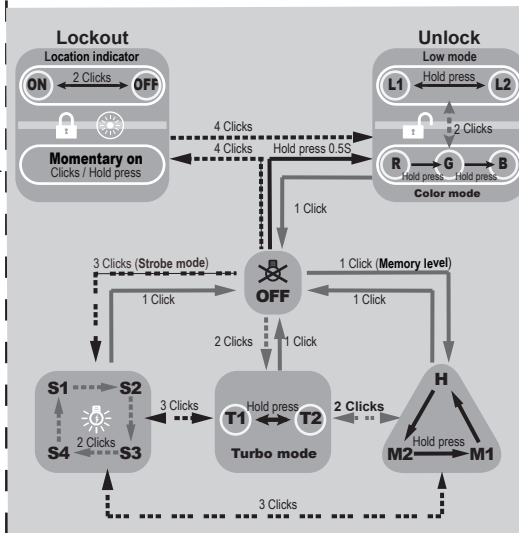 Lockout
Unlock
Location indicator
ON 2 Clicks OFF
Momentary on
Clicks / Hold press
Low mode
L1 Hold press L2
2 Clicks
R G B
Hold press Hold press
Color mode
4 Clicks
4 Clicks
Hold press 0.5S
1 Click
3 Clicks (Strobe mode)
OFF
1 Click (Memory level)
1 Click
1 Click
2 Clicks
1 Click
S1 S2
2 Clicks
S4 S3
3 Clicks
Hold press
T1 T2
Turbo mode
2 Clicks
H
Hold press
M2 M1
3 Clicks